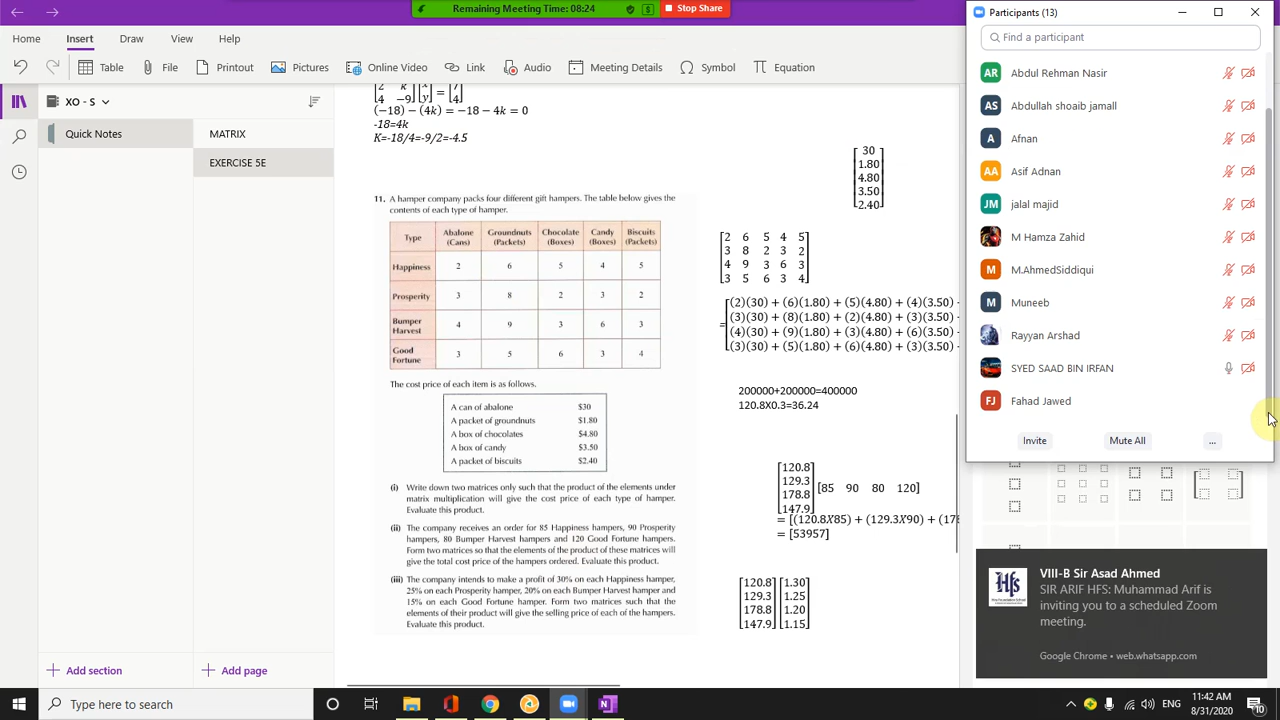 Remaining Meeting Time: 08:24
Stop Share
Home Insert Draw View Help
Table File Printout Pictures Online Video Link Audio Meeting Details Symbol Equation
XO - S
Quick Notes
MATRIX
EXERCISE 5E
Add section
Add page
(−18) − (4k) = −18 − 4k = 0
-18=4k
K=-18/4=-9/2=-4.5
11. A hamper company packs four different gift hampers. The table below gives the
contents of each type of hamper.
Type Abalone (Cans) Groundnuts (Packets) Chocolate (Boxes) Candy (Boxes) Biscuits (Packets)
Happiness 2 6 5 4 5
Prosperity 3 8 2 3 2
Bumper Harvest 4 9 3 6 3
Good Fortune 3 5 6 3 4
The cost price of each item is as follows.
A can of abalone $30
A packet of groundnuts $1.80
A box of chocolates $4.80
A box of candy $3.50
A packet of biscuits $2.40
(i) Write down two matrices only such that the product of the elements under
matrix multiplication will give the cost price of each type of hamper.
Evaluate this product.
(ii) The company receives an order for 85 Happiness hampers, 90 Prosperity
hampers, 80 Bumper Harvest hampers and 120 Good Fortune hampers.
Form two matrices so that the elements of the product of these matrices will
give the total cost price of the hampers ordered. Evaluate this product.
(iii) The company intends to make a profit of 30% on each Happiness hamper,
25% on each Prosperity hamper, 20% on each Bumper Harvest hamper and
15% on each Good Fortune hamper. Form two matrices such that the
elements of their product will give the selling price of each of the hampers.
Evaluate this product.
30
1.80
4.80
3.50
2.40
2 6 5 4 5
3 8 2 3 2
4 9 3 6 3
3 5 6 3 4
(2)(30) + (6)(1.80) + (5)(4.80) + (4)(3.50)
=(3)(30) + (8)(1.80) + (2)(4.80) + (3)(3.50)
(4)(30) + (9)(1.80) + (3)(4.80) + (6)(3.50)
(3)(30) + (5)(1.80) + (6)(4.80) + (3)(3.50)
200000+200000=400000
120.8X0.3=36.24
120.8
129.3 [85 90 80 120]
178.8
147.9
= [(120.8X85) + (129.3X90) + (17
= [53957]
120.8 1.30
129.3 1.25
178.8 1.20
147.9 1.15
Participants (13)
Find a participant
AR Abdul Rehman Nasir
AS Abdullah shoaib jamall
A Afnan
AA Asif Adnan
JM jalal majid
M Hamza Zahid
M M.AhmedSiddiqui
M Muneeb
Rayyan Arshad
SYED SAAD BIN IRFAN
FJ Fahad Jawed
Invite Mute All ...
HFS
VIII-B Sir Asad Ahmed
SIR ARIF HFS: Muhammad Arif is
inviting you to a scheduled Zoom
meeting.
Google Chrome • web.whatsapp.com
Type here to search
ENG
11:42 AM
8/31/2020
10